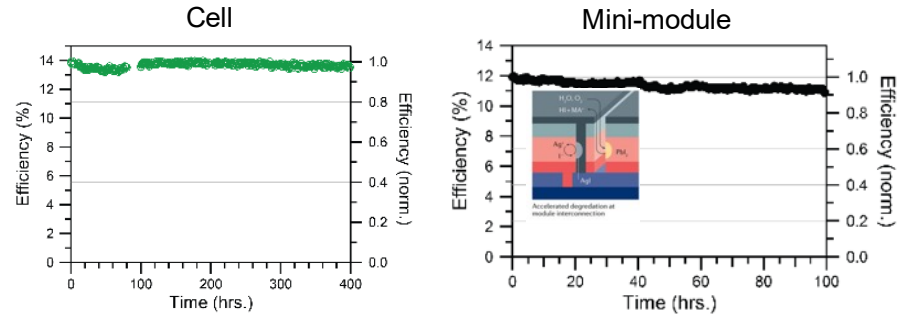 Cell
Mini-module
14
12
10
8
6
4
2
0
Efficiency (%)
1.0
0.8
0.6
0.4
0.2
0.0
Efficiency (norm.)
0 100 200 300 400
Time (hrs.)
14
12
10
8
6
4
2
0
Efficiency (%)
H₂O, O₂
HI + MA⁰
Ag⁺
I⁻
PbI₂
AgI
Accelerated degredation at
module interconnection
1.0
0.8
0.6
0.4
0.2
0.0
Efficiency (norm.)
0 20 40 60 80 100
Time (hrs.)